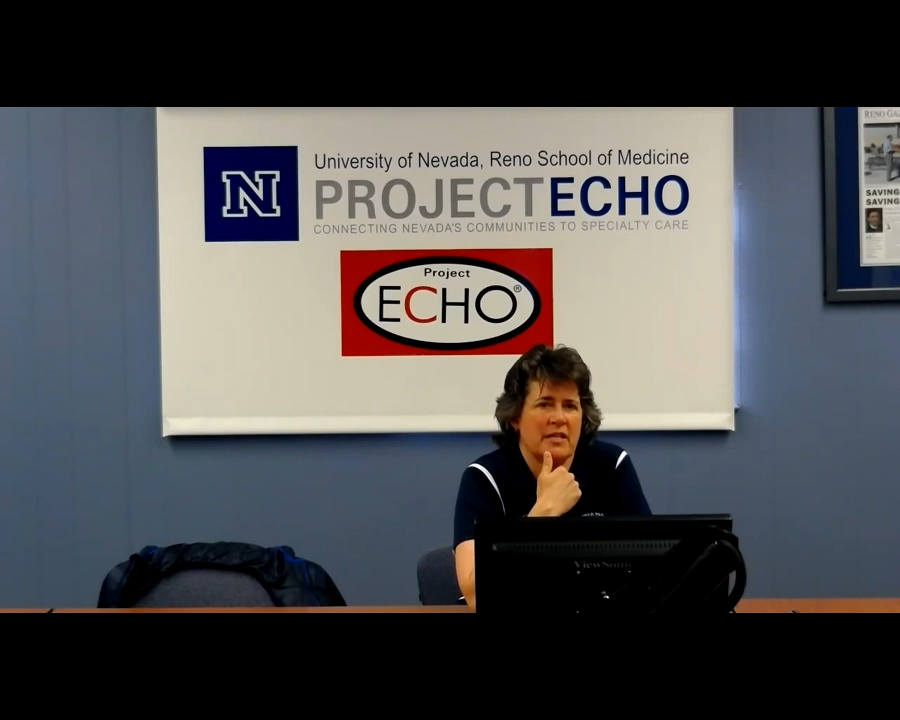 N
University of Nevada, Reno School of Medicine
PROJECTECHO
CONNECTING NEVADA'S COMMUNITIES TO SPECIALTY CARE
Project
ECHO®
RENO
SAVING
SAVING
ViewSonic